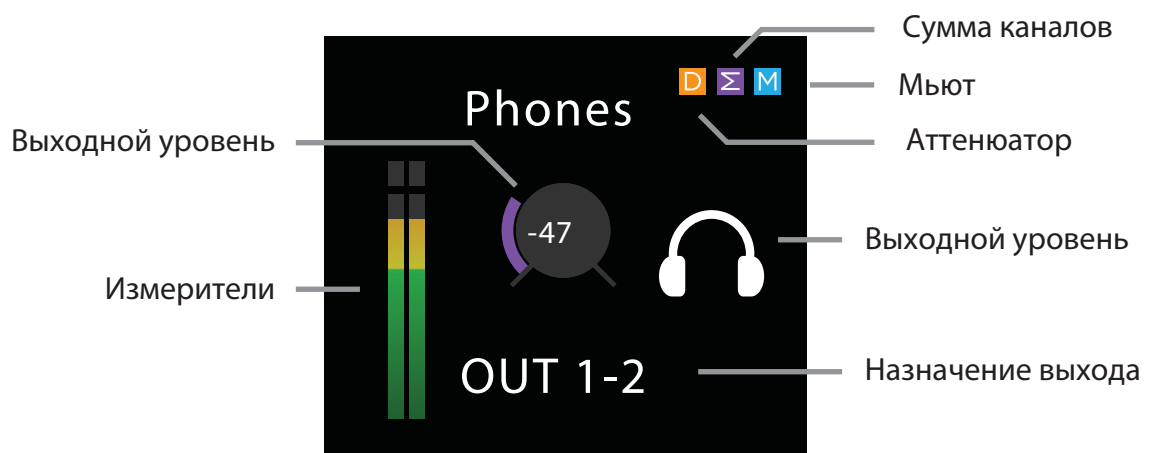 Сумма каналов
D Σ M
Мьют
Phones
Аттенюатор
Выходной уровень
-47
Выходной уровень
Измерители
OUT 1-2
Назначение выхода